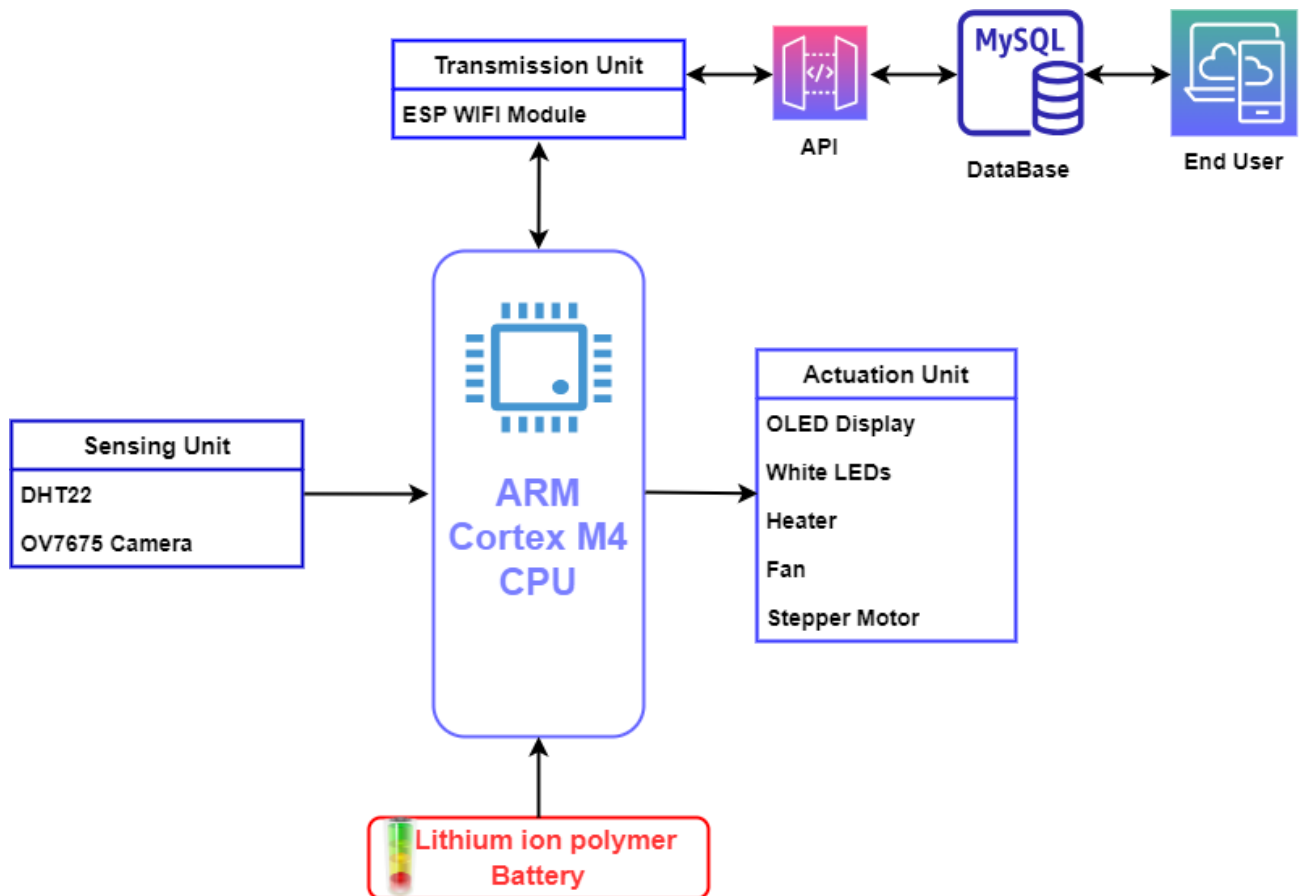 Transmission Unit
ESP WIFI Module
</>
API
MySQL
DataBase
End User
Sensing Unit
DHT22
OV7675 Camera
ARM
Cortex M4
CPU
Actuation Unit
OLED Display
White LEDs
Heater
Fan
Stepper Motor
Lithium ion polymer
Battery